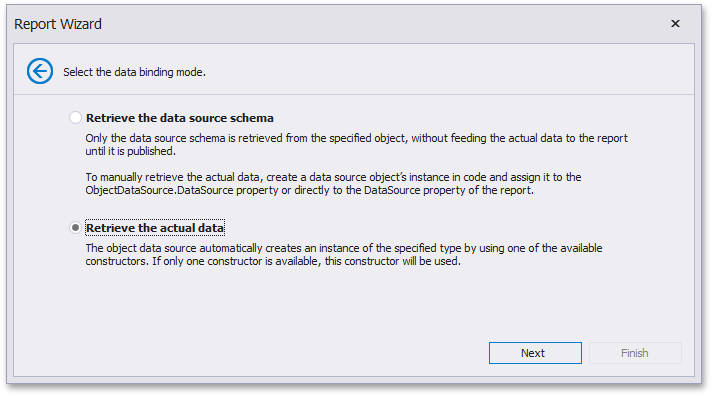 Report Wizard
Select the data binding mode.
Retrieve the data source schema
Only the data source schema is retrieved from the specified object, without feeding the actual data to the report
until it is published.
To manually retrieve the actual data, create a data source object's instance in code and assign it to the
ObjectDataSource.DataSource property or directly to the DataSource property of the report.
Retrieve the actual data
The object data source automatically creates an instance of the specified type by using one of the available
constructors. If only one constructor is available, this constructor will be used.
Next
Finish